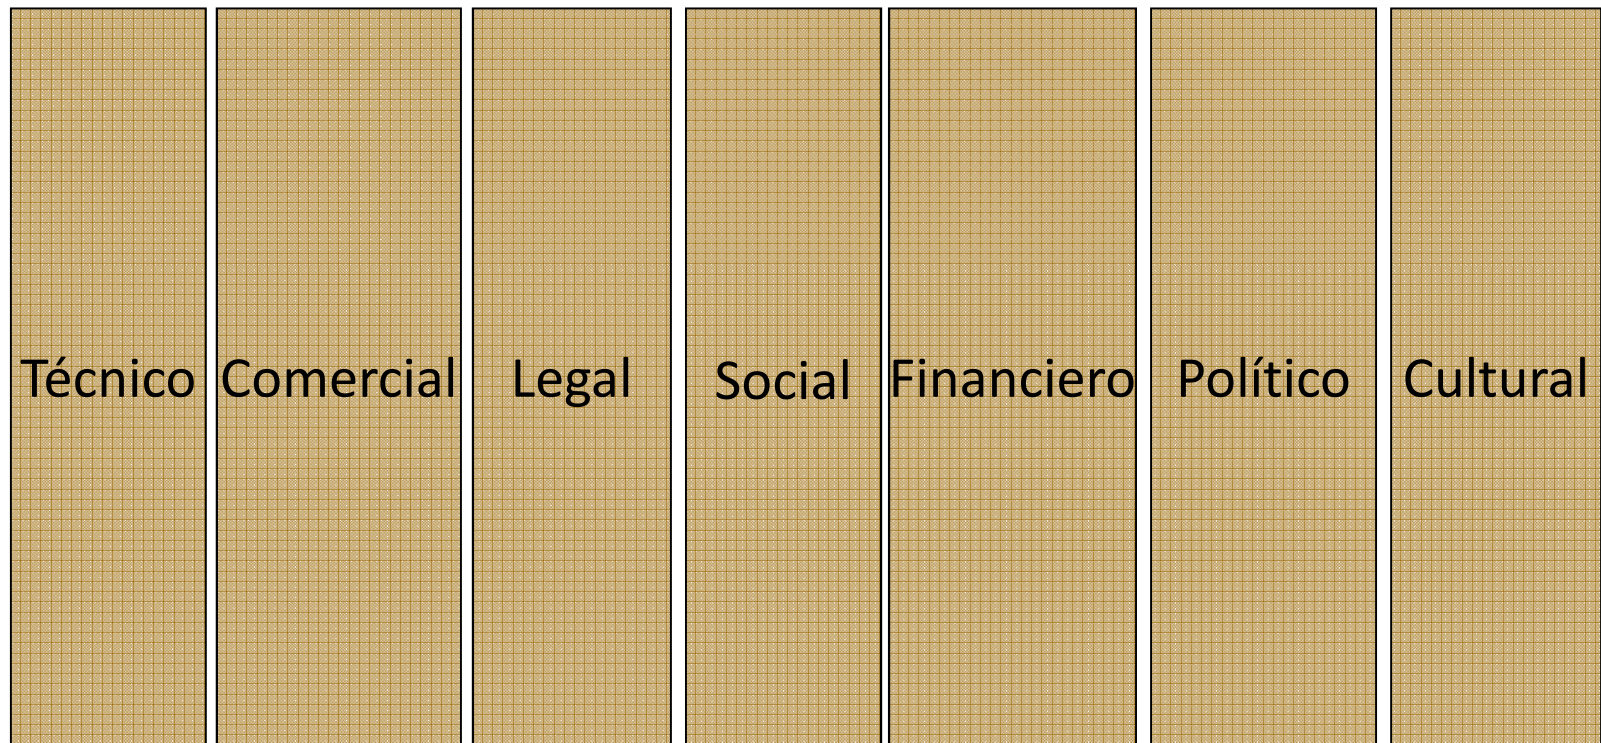 Técnico
Comercial
Legal
Social
Financiero
Político
Cultural